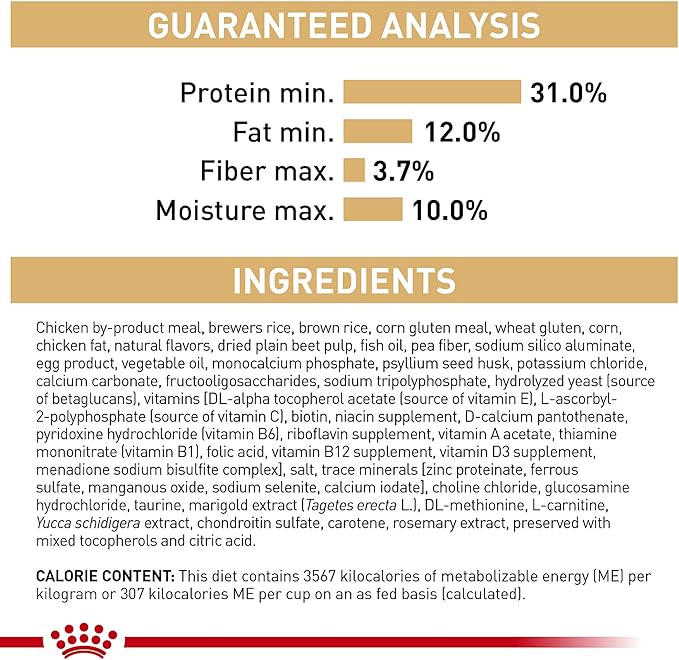 GUARANTEED ANALYSIS
Protein min. 31.0%
Fat min. 12.0%
Fiber max. 3.7%
Moisture max. 10.0%
INGREDIENTS
Chicken by-product meal, brewers rice, brown rice, corn gluten meal, wheat gluten, corn,
chicken fat, natural flavors, dried plain beet pulp, fish oil, pea fiber, sodium silico aluminate,
egg product, vegetable oil, monocalcium phosphate, psyllium seed husk, potassium chloride,
calcium carbonate, fructooligosaccharides, sodium tripolyphosphate, hydrolyzed yeast (source
of betaglucans), vitamins [DL-alpha tocopherol acetate (source of vitamin E), L-ascorbyl-
2-polyphosphate (source of vitamin C), biotin, niacin supplement, D-calcium pantothenate,
pyridoxine hydrochloride (vitamin B6), riboflavin supplement, vitamin A acetate, thiamine
mononitrate (vitamin B1), folic acid, vitamin B12 supplement, vitamin D3 supplement,
menadione sodium bisulfite complex], salt, trace minerals [zinc proteinate, ferrous
sulfate, manganous oxide, sodium selenite, calcium iodate], choline chloride, glucosamine
hydrochloride, taurine, marigold extract (Tagetes erecta L.), DL-methionine, L-carnitine,
Yucca schidigera extract, chondroitin sulfate, carotene, rosemary extract, preserved with
mixed tocopherols and citric acid.
CALORIE CONTENT: This diet contains 3567 kilocalories of metabolizable energy (ME) per
kilogram or 307 kilocalories ME per cup on an as fed basis (calculated).